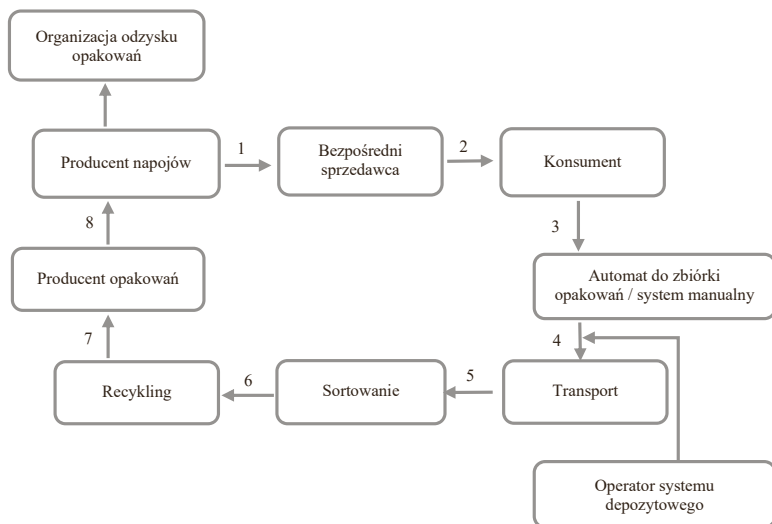 Organizacja odzysku
opakowań
Producent napojów
1
Bezpośredni
sprzedawca
2
Konsument
3
8
Producent opakowań
Automat do zbiórki
opakowań / system manualny
7
4
Recykling
6
Sortowanie
5
Transport
Operator systemu
depozytowego